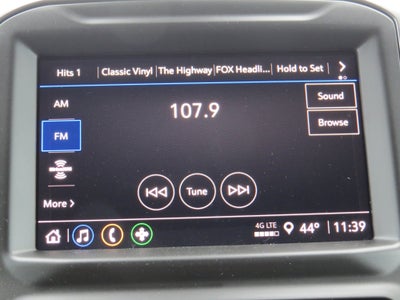 Hits 1 Classic Vinyl The Highway FOX Headli... Hold to Set
AM
Sound
107.9
FM
Browse
Tune
More
4G LTE
44° 11:39